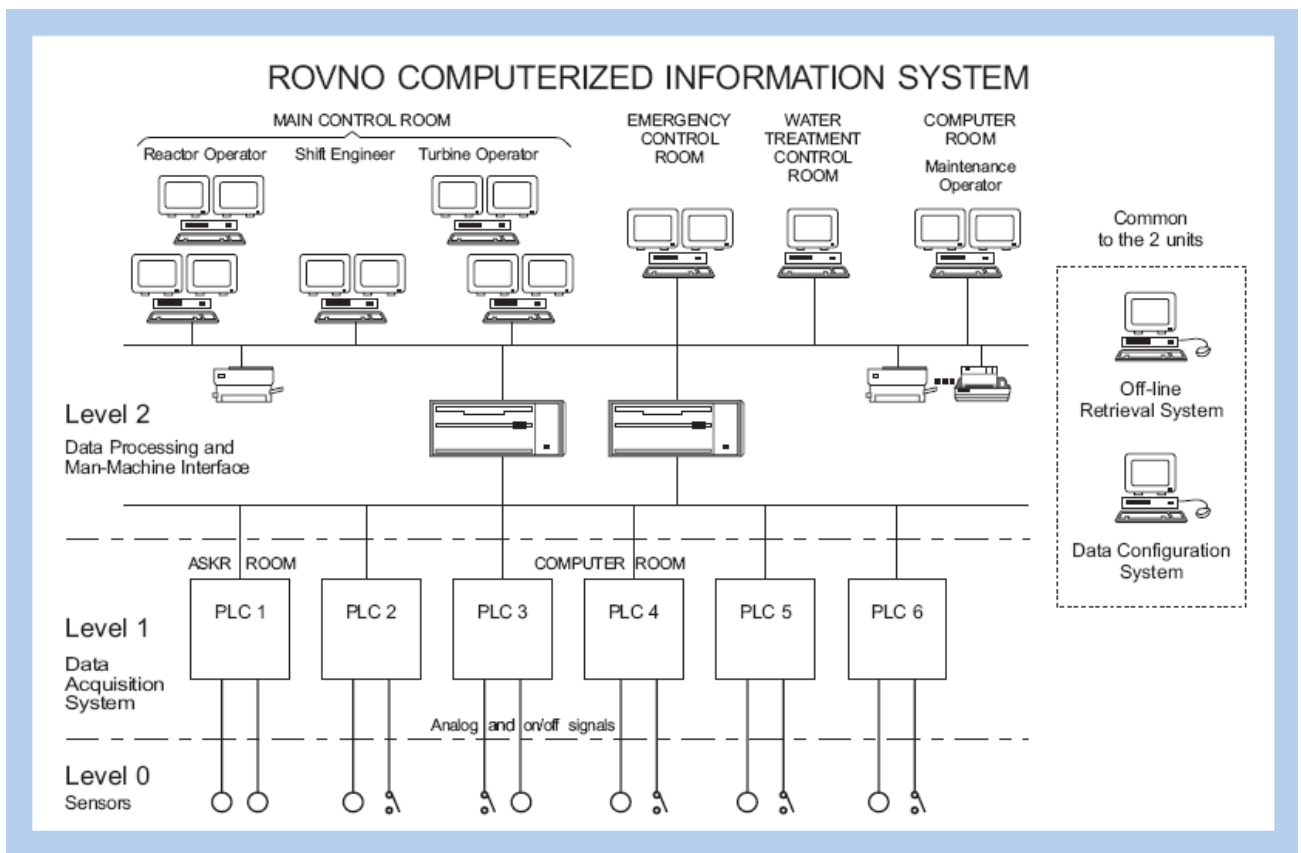 ROVNO COMPUTERIZED INFORMATION SYSTEM
MAIN CONTROL ROOM
Reactor Operator
Shift Engineer
Turbine Operator
EMERGENCY
CONTROL
ROOM
WATER
TREATMENT
CONTROL
ROOM
COMPUTER
ROOM
Maintenance
Operator
Common
to the 2 units
Off-line
Retrieval System
Data Configuration
System
Level 2
Data Processing and
Man-Machine Interface
ASKR ROOM
COMPUTER ROOM
PLC 1
PLC 2
PLC 3
PLC 4
PLC 5
PLC 6
Level 1
Data
Acquisition
System
Analog and on/off signals
Level 0
Sensors